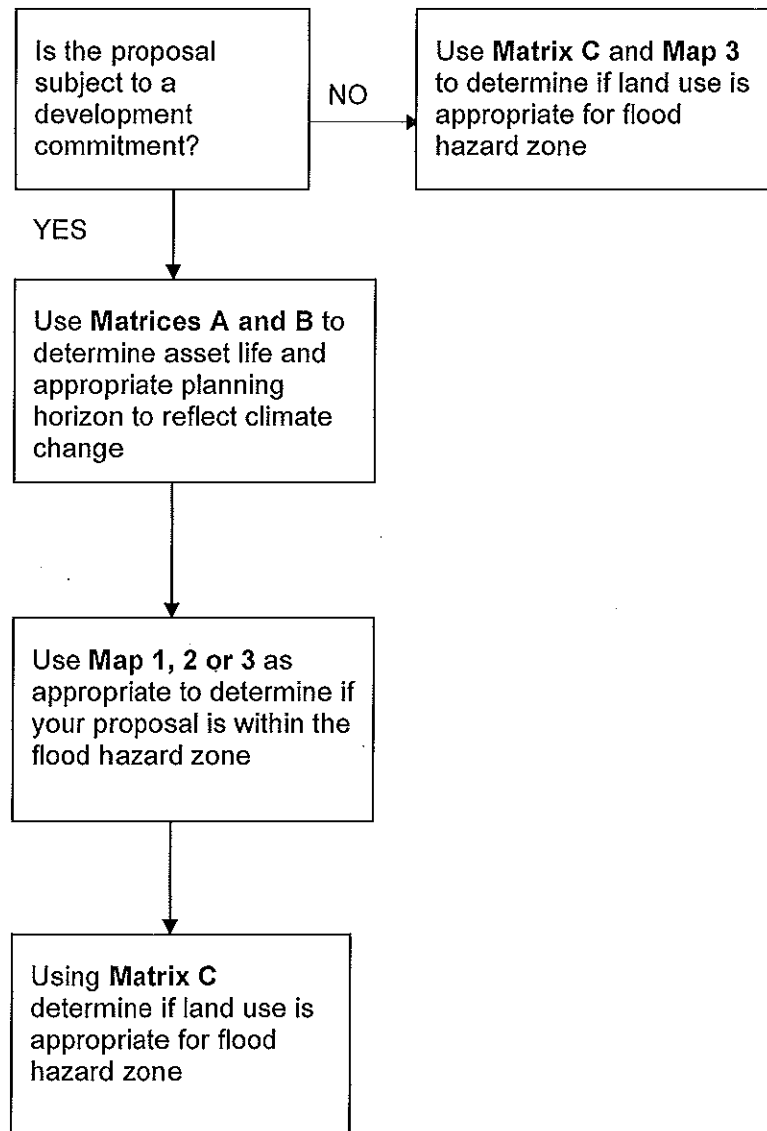 Is the proposal
subject to a
development
commitment?
NO
Use Matrix C and Map 3
to determine if land use is
appropriate for flood
hazard zone
YES
Use Matrices A and B to
determine asset life and
appropriate planning
horizon to reflect climate
change
Use Map 1, 2 or 3 as
appropriate to determine if
your proposal is within the
flood hazard zone
Using Matrix C
determine if land use is
appropriate for flood
hazard zone